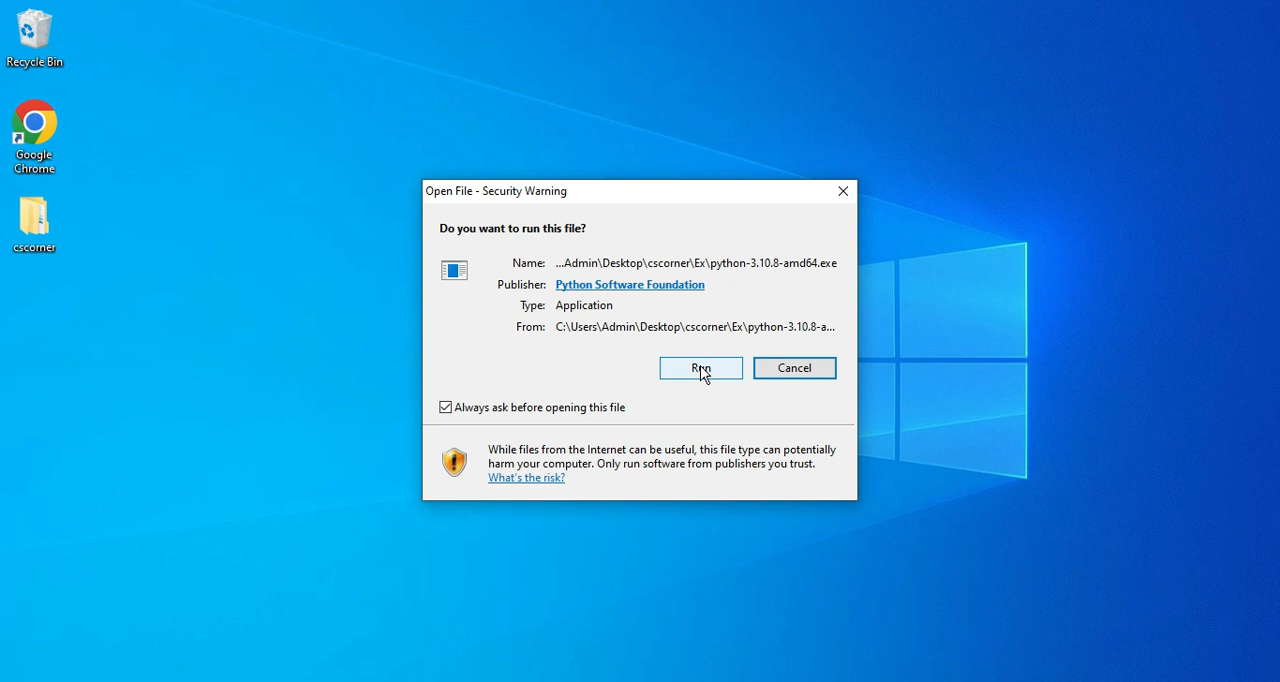 Recycle Bin
Google
Chrome
cscorner
Open File - Security Warning
Do you want to run this file?
Name: ...Admin\Desktop\cscorner\Ex\python-3.10.8-amd64.exe
Publisher: Python Software Foundation
Type: Application
From: C:\Users\Admin\Desktop\cscorner\Ex\python-3.10.8-a...
Run Cancel
Always ask before opening this file
While files from the Internet can be useful, this file type can potentially
harm your computer. Only run software from publishers you trust.
What's the risk?